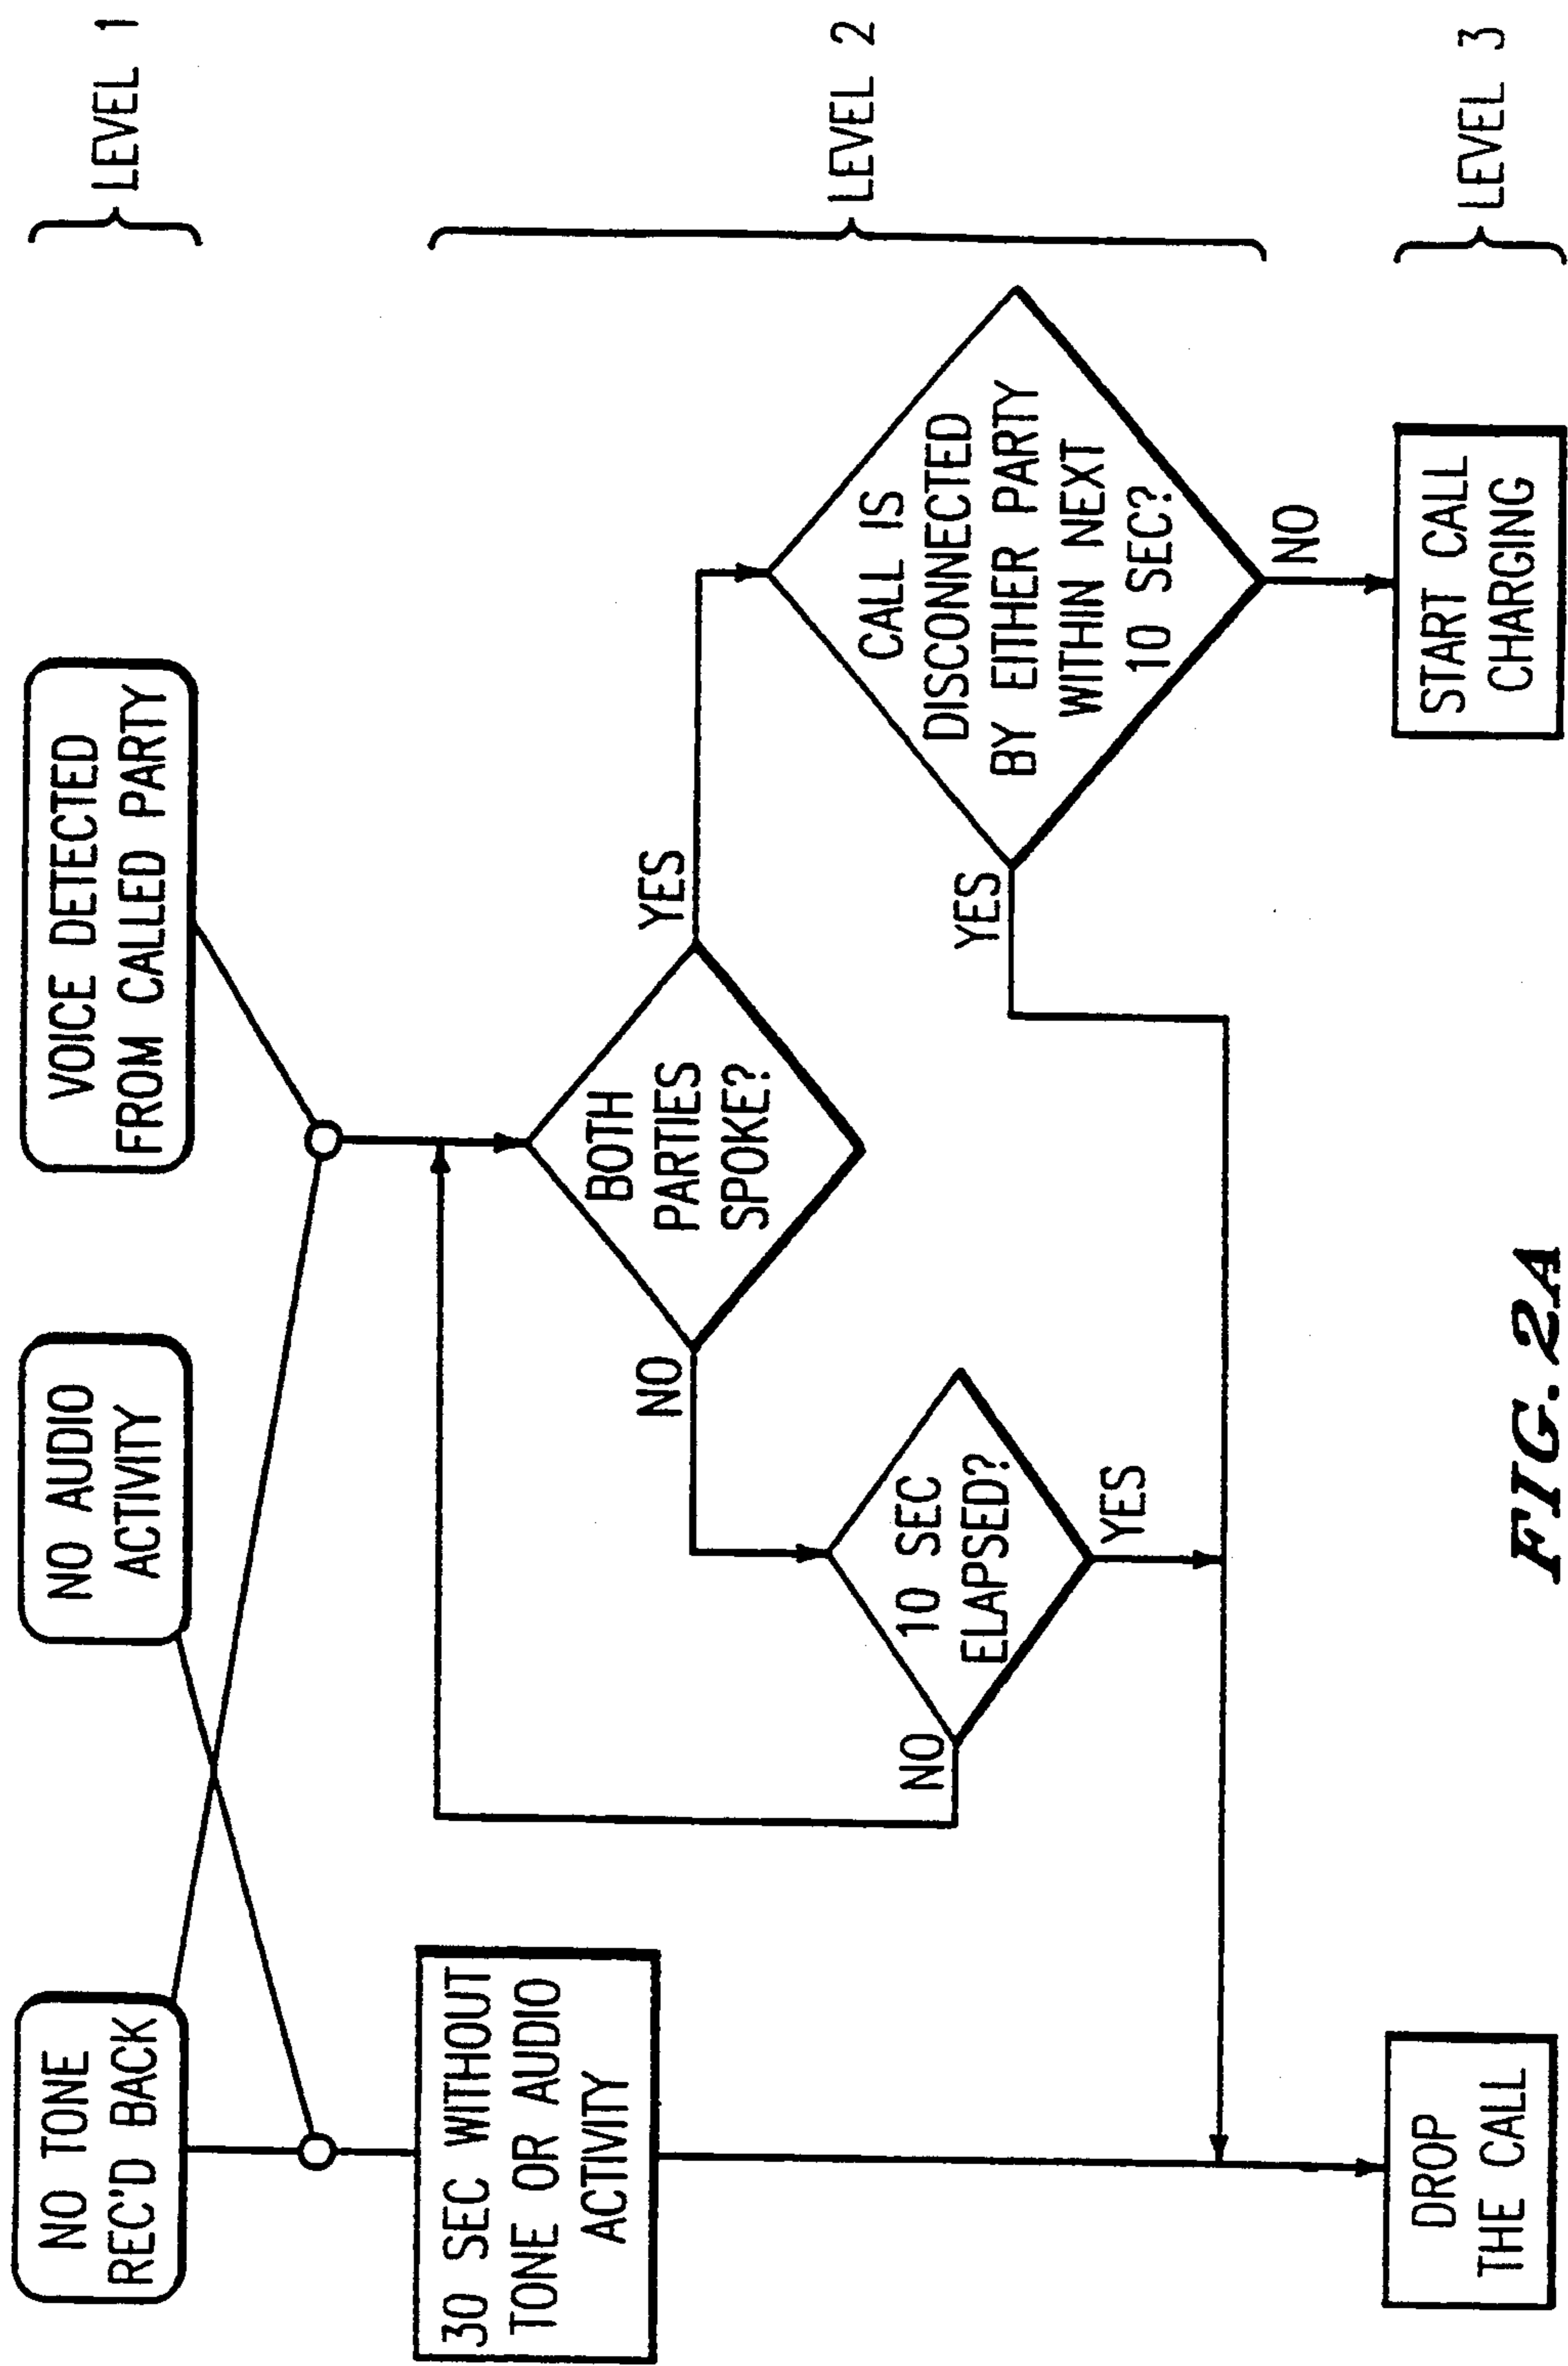 NO TONE
REC'D BACK
NO AUDIO
ACTIVITY
VOICE DETECTED
FROM CALLED PARTY
LEVEL 1
30 SEC WITHOUT
TONE OR AUDIO
ACTIVITY
BOTH
PARTIES
SPOKE?
NO
YES
10 SEC
ELAPSED?
NO
YES
CALL IS
DISCONNECTED
BY EITHER PARTY
WITHIN NEXT
10 SEC?
YES
NO
LEVEL 2
DROP
THE CALL
START CALL
CHARGING
LEVEL 3
FIG. 2A